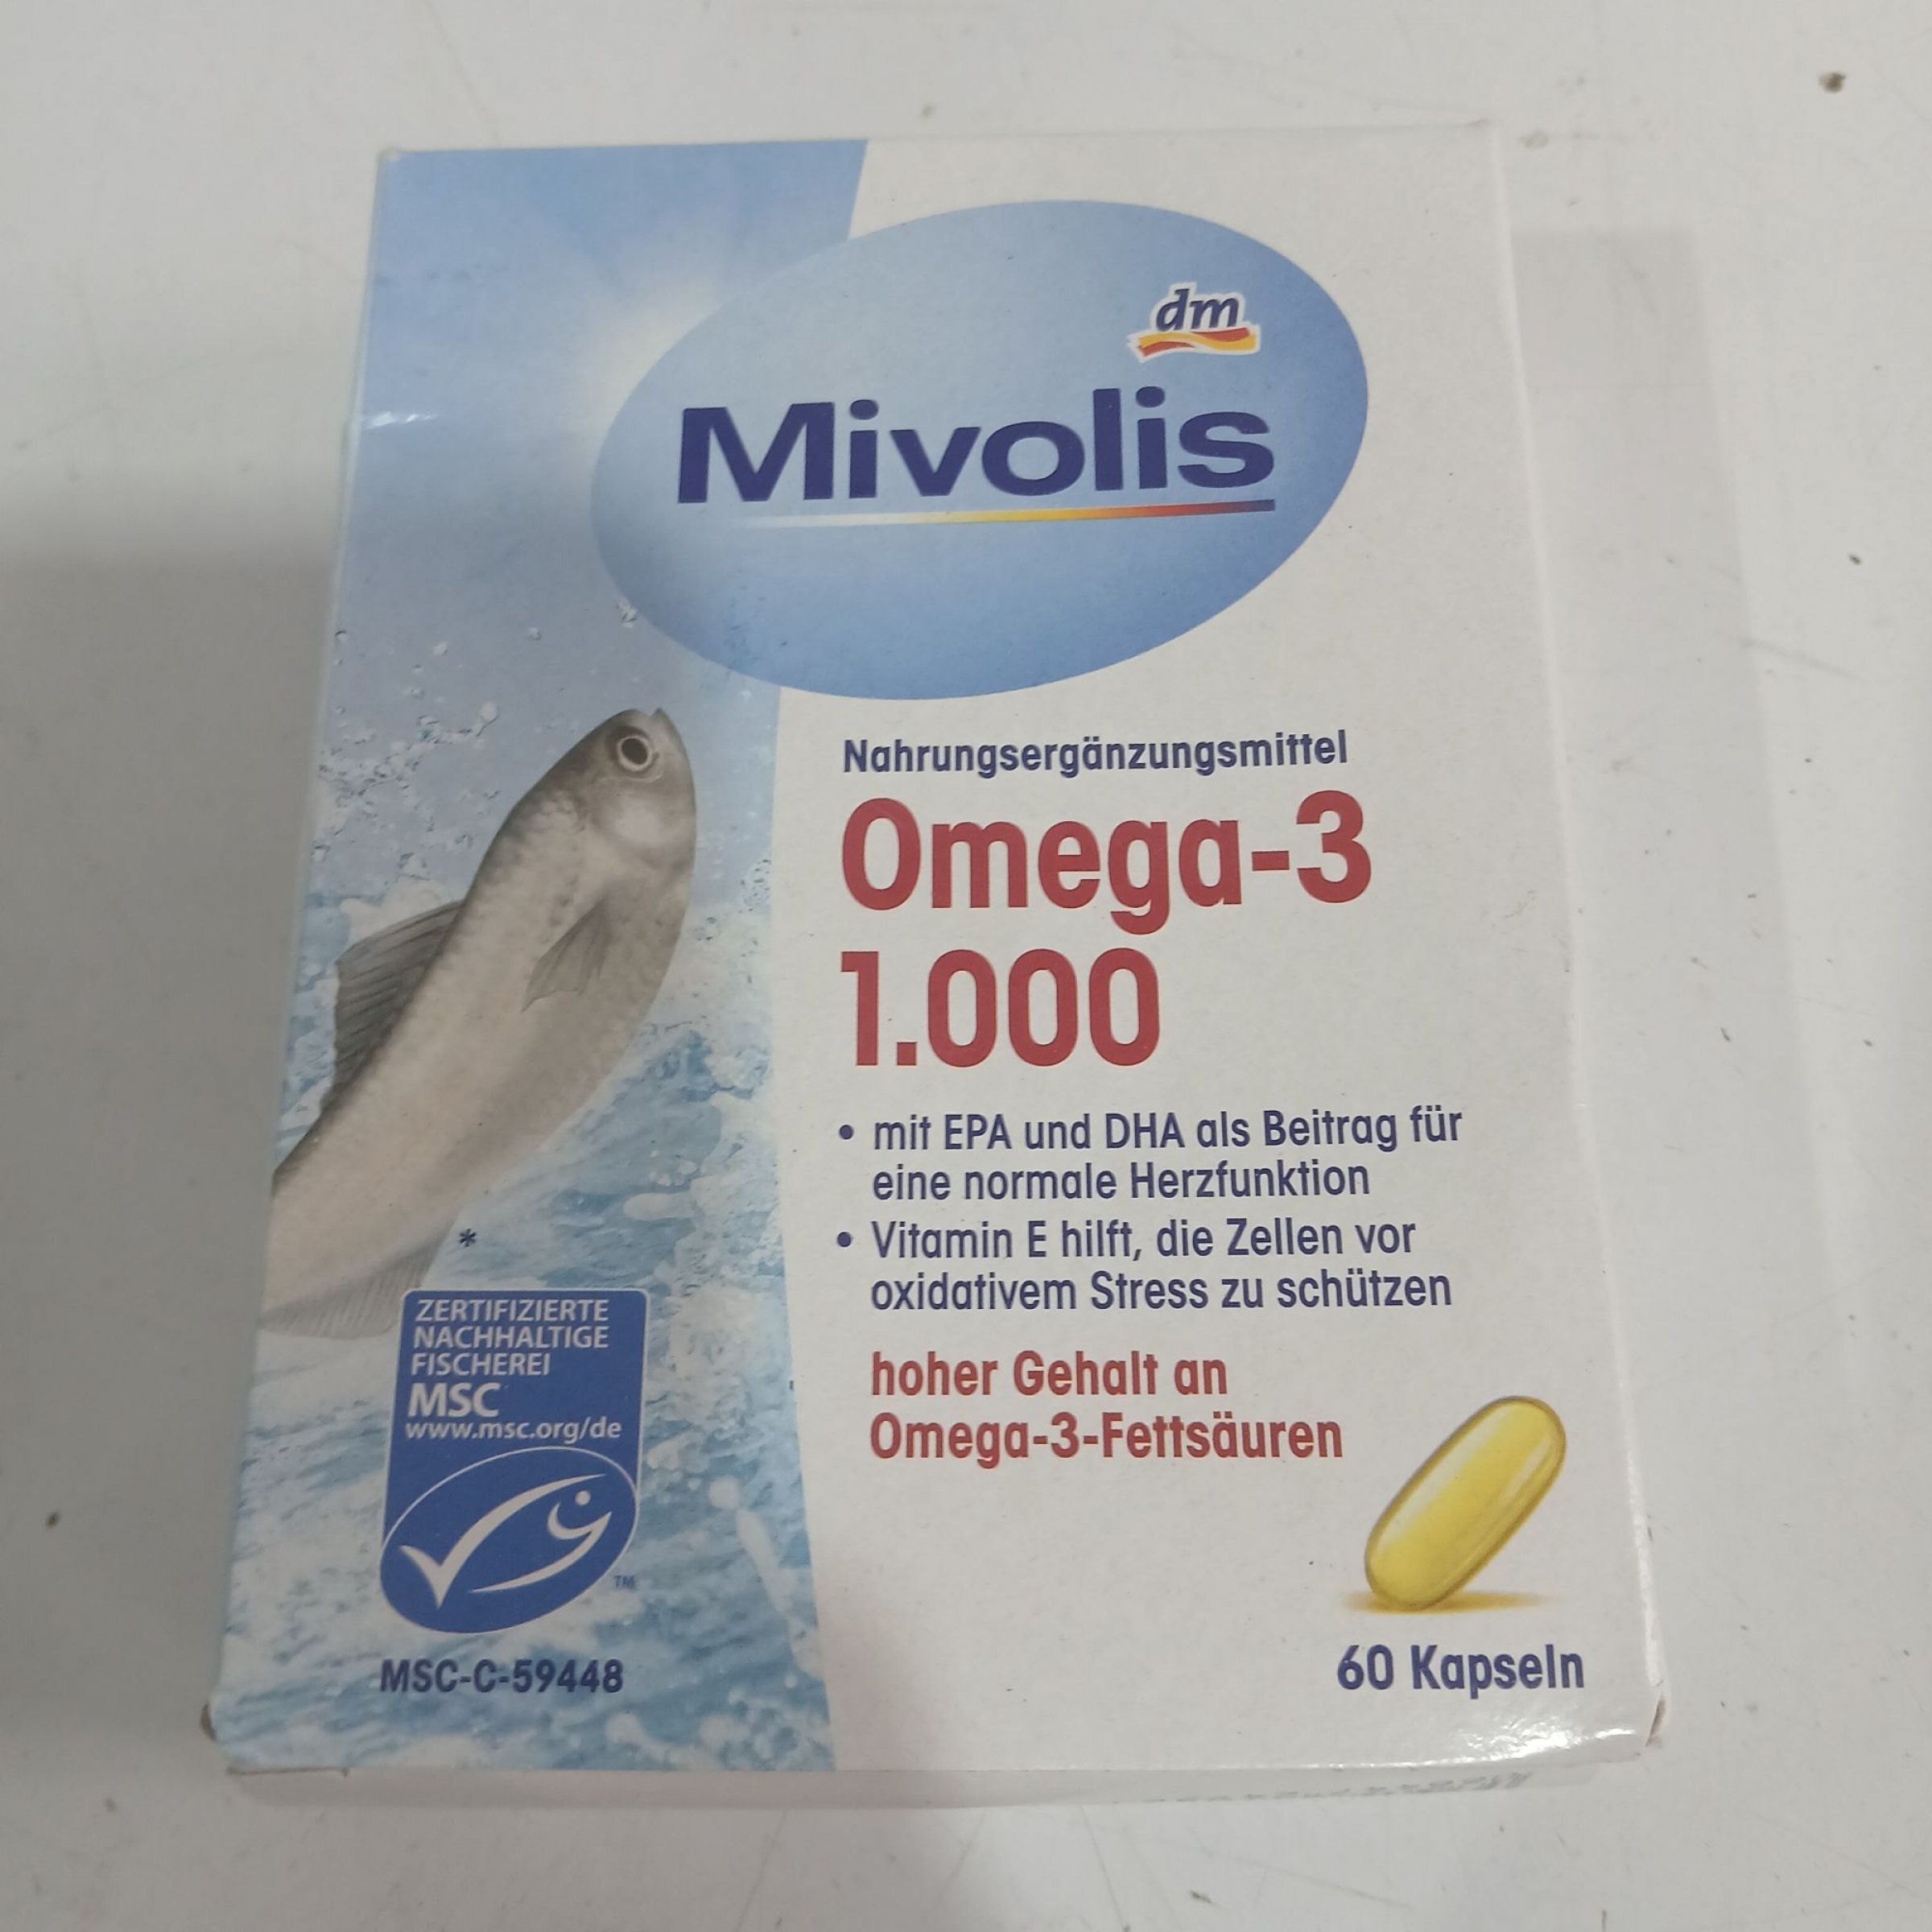 dm
Mivolis
Nahrungsergänzungsmittel
Omega-3
1.000
• mit EPA und DHA als Beitrag für
eine normale Herzfunktion
• Vitamin E hilft, die Zellen vor
oxidativem Stress zu schützen
hoher Gehalt an
Omega-3-Fettsäuren
60 Kapseln
*
ZERTIFIZIERTE
NACHHALTIGE
FISCHEREI
MSC
www.msc.org/de
TM
MSC-C-59448